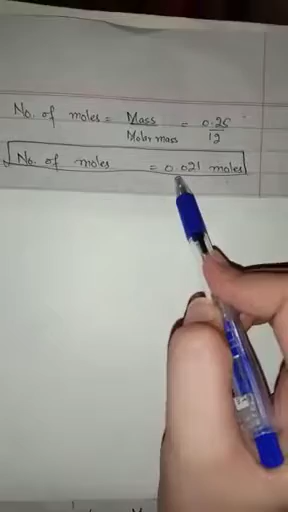 No. of moles = Mass / Molar mass = 0.25 / 12
No. of moles = 0.021 moles